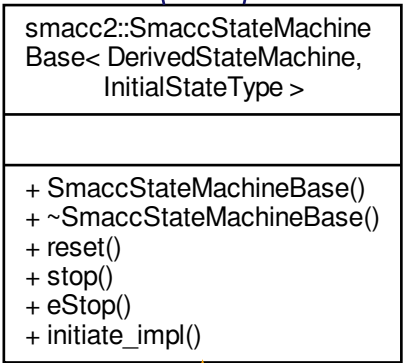 smacc2::SmaccStateMachine
Base< DerivedStateMachine,
InitialStateType >
+ SmaccStateMachineBase()
+ ~SmaccStateMachineBase()
+ reset()
+ stop()
+ eStop()
+ initiate_impl()